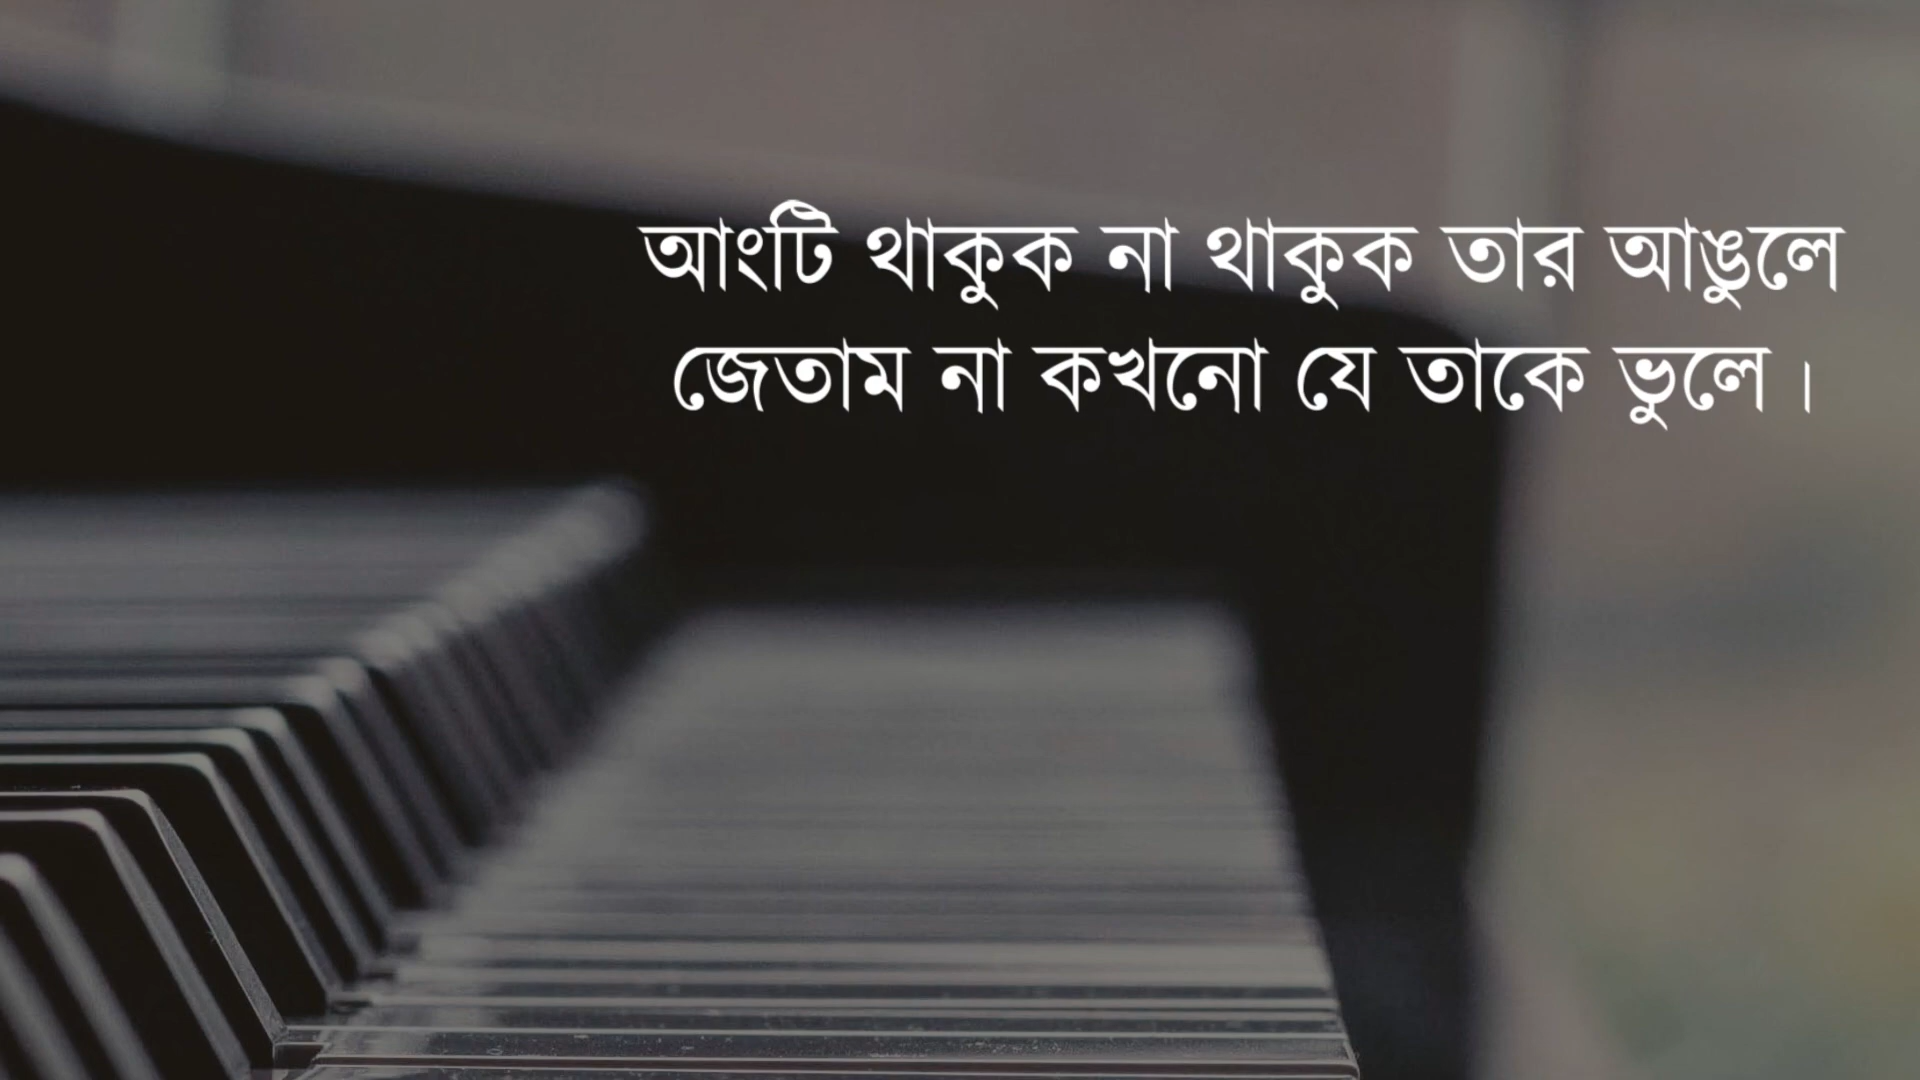 আংটি থাকুক না থাকুক তার আঙুলে
জেতাম না কখনো যে তাকে ভুলে।